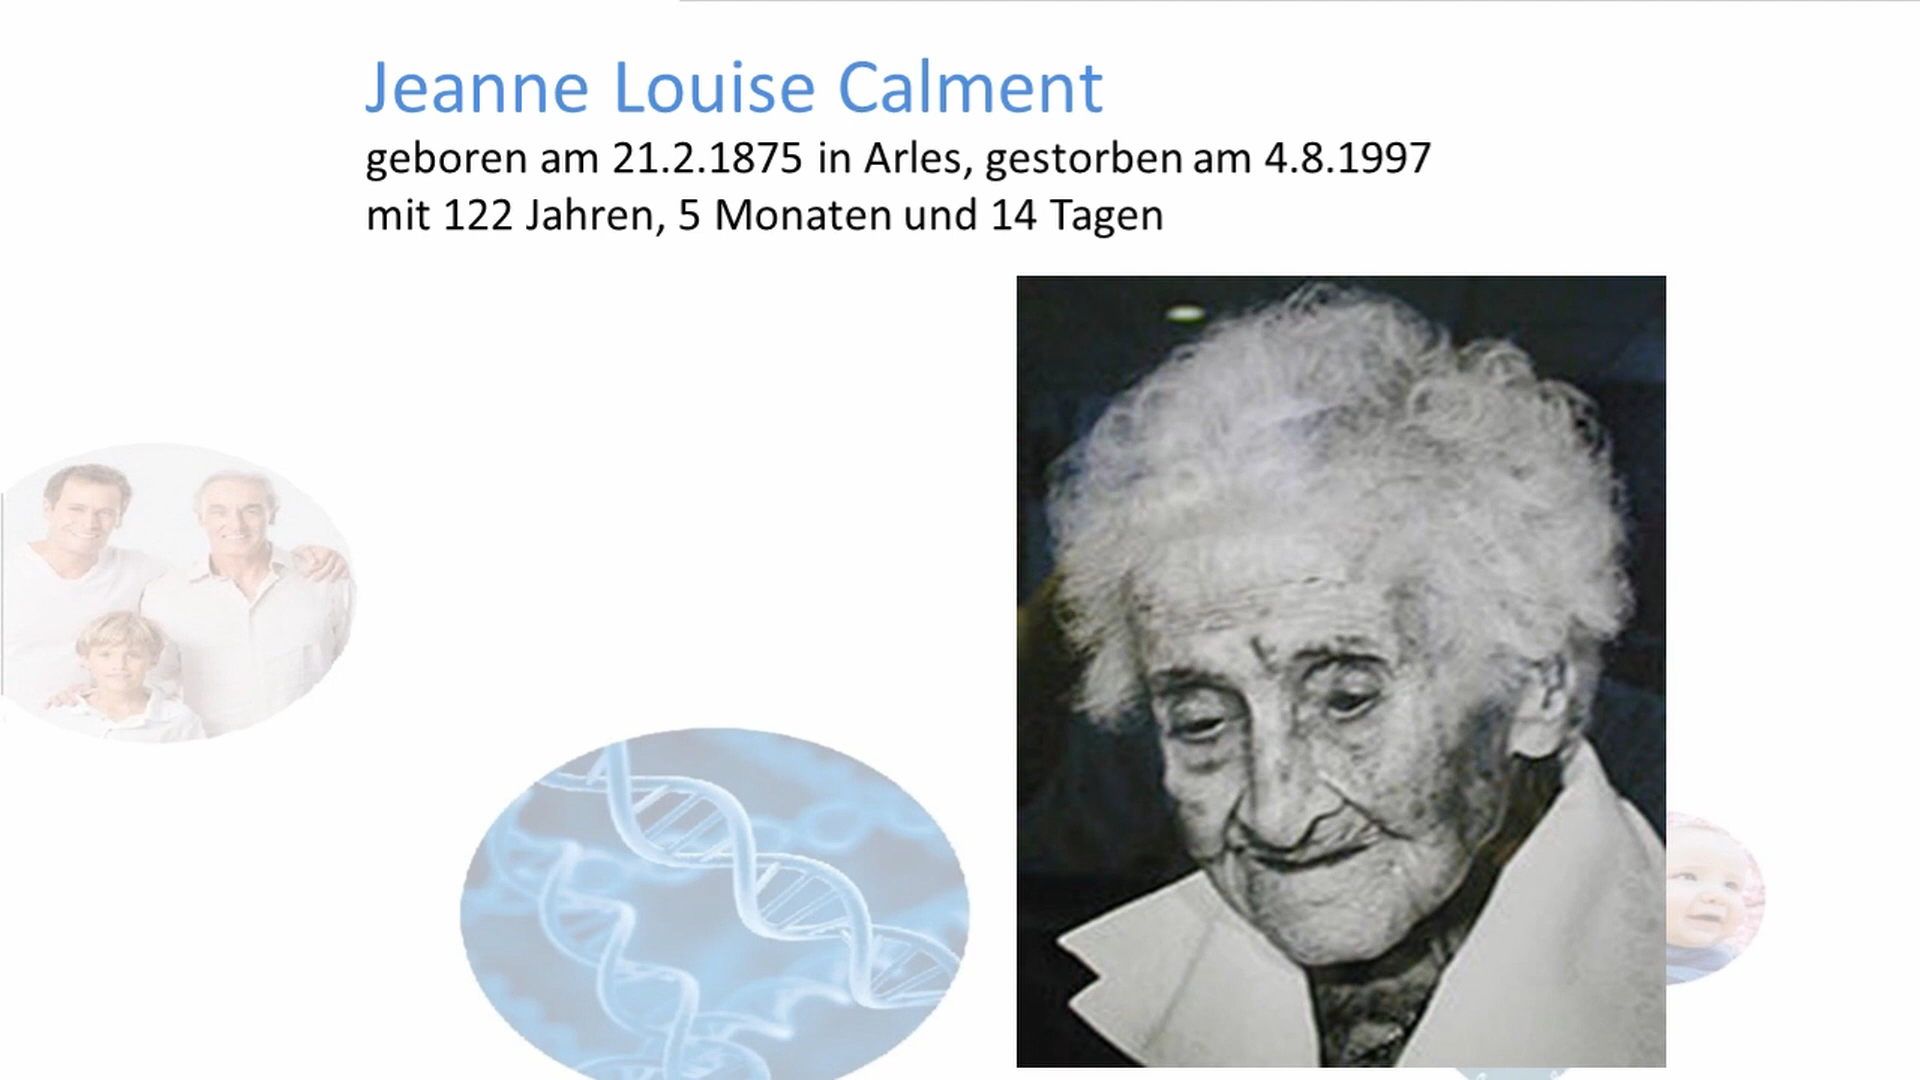 Jeanne Louise Calment
geboren am 21.2.1875 in Arles, gestorben am 4.8.1997
mit 122 Jahren, 5 Monaten und 14 Tagen